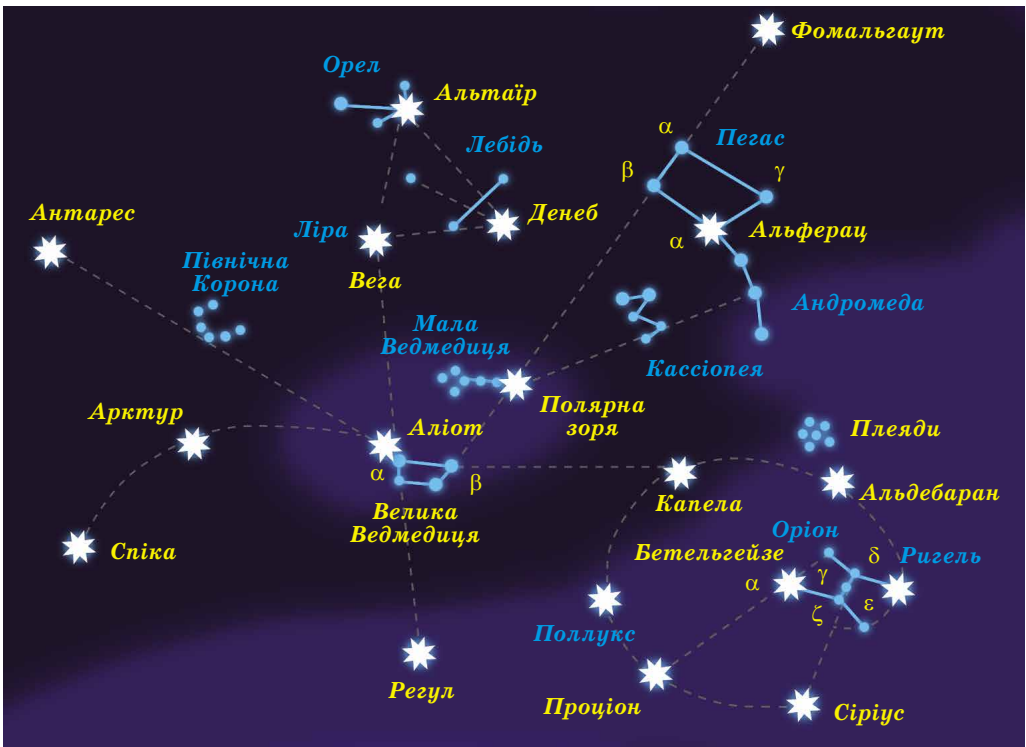 Фомальгаут
Орел
Альтаїр
α
Пегас
Лебідь
β
γ
Антарес
Ліра
Денеб
α
Альферац
Північна
Корона
Вега
Андромеда
Мала
Ведмедиця
Кассіопея
Арктур
Аліот
Полярна
зоря
Плеяди
α
β
Капела
Альдебаран
Велика
Ведмедиця
Спіка
Бетельгейзе
Оріон
δ
Ригель
α
γ
ε
ζ
Поллукс
Регул
Проціон
Сіріус